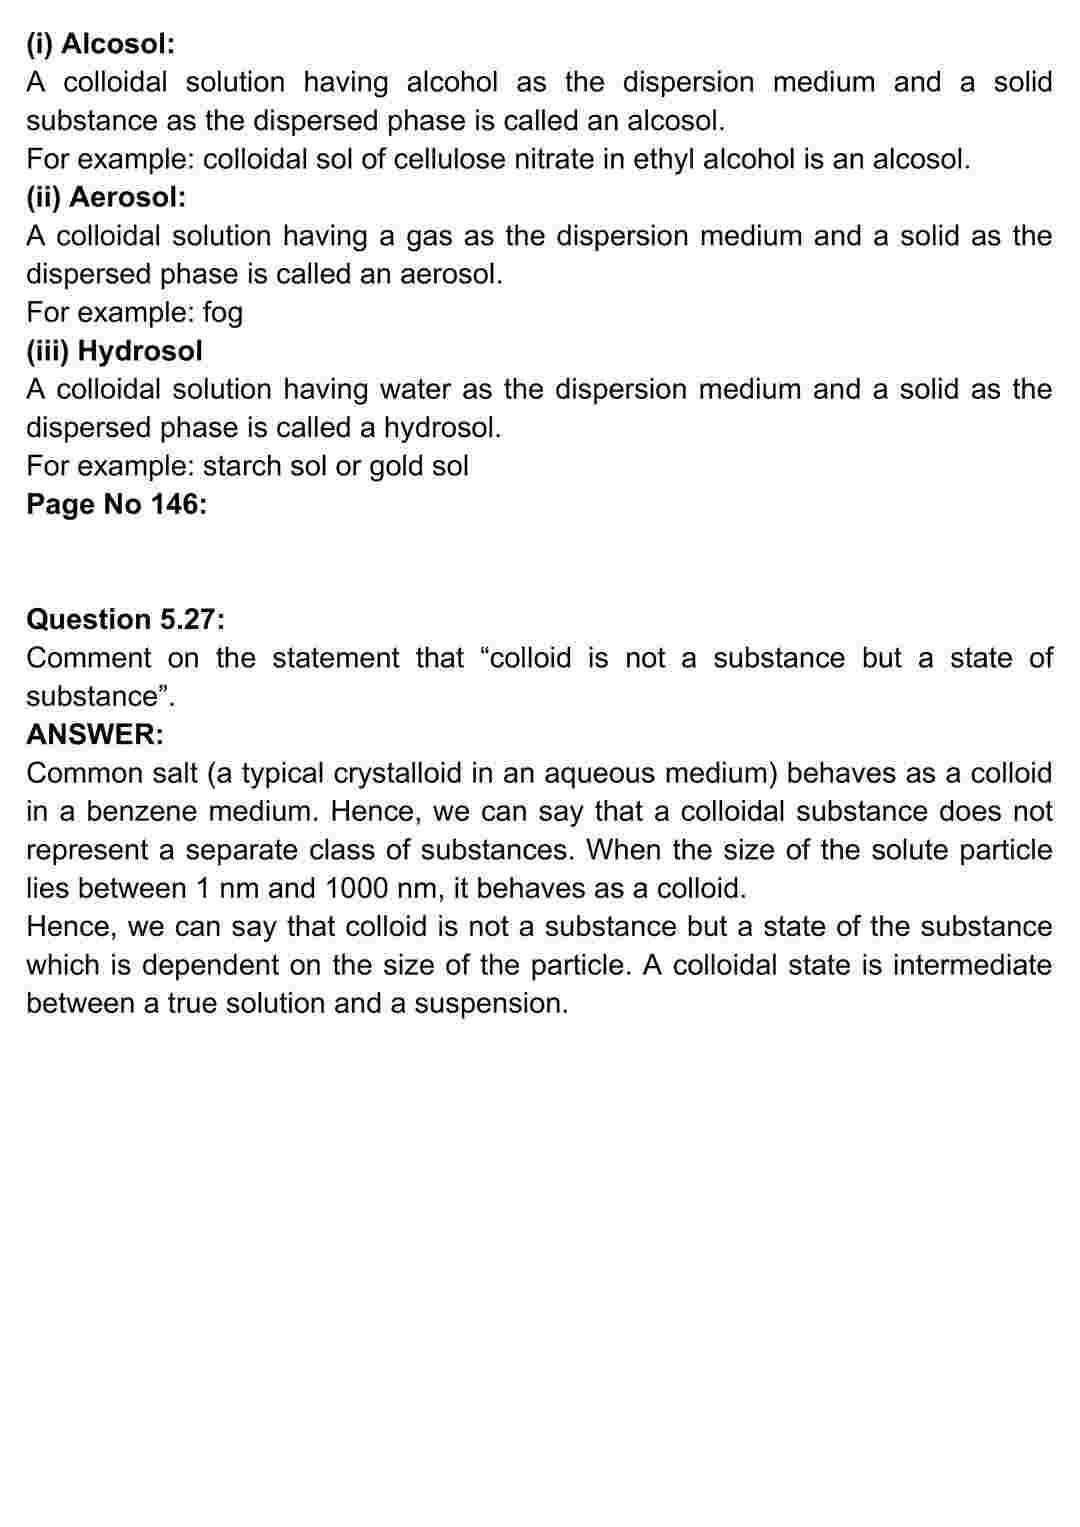 (i) Alcosol:
A colloidal solution having alcohol as the dispersion medium and a solid
substance as the dispersed phase is called an alcosol.
For example: colloidal sol of cellulose nitrate in ethyl alcohol is an alcosol.
(ii) Aerosol:
A colloidal solution having a gas as the dispersion medium and a solid as the
dispersed phase is called an aerosol.
For example: fog
(iii) Hydrosol
A colloidal solution having water as the dispersion medium and a solid as the
dispersed phase is called a hydrosol.
For example: starch sol or gold sol
Page No 146:
Question 5.27:
Comment on the statement that “colloid is not a substance but a state of
substance”.
ANSWER:
Common salt (a typical crystalloid in an aqueous medium) behaves as a colloid
in a benzene medium. Hence, we can say that a colloidal substance does not
represent a separate class of substances. When the size of the solute particle
lies between 1 nm and 1000 nm, it behaves as a colloid.
Hence, we can say that colloid is not a substance but a state of the substance
which is dependent on the size of the particle. A colloidal state is intermediate
between a true solution and a suspension.